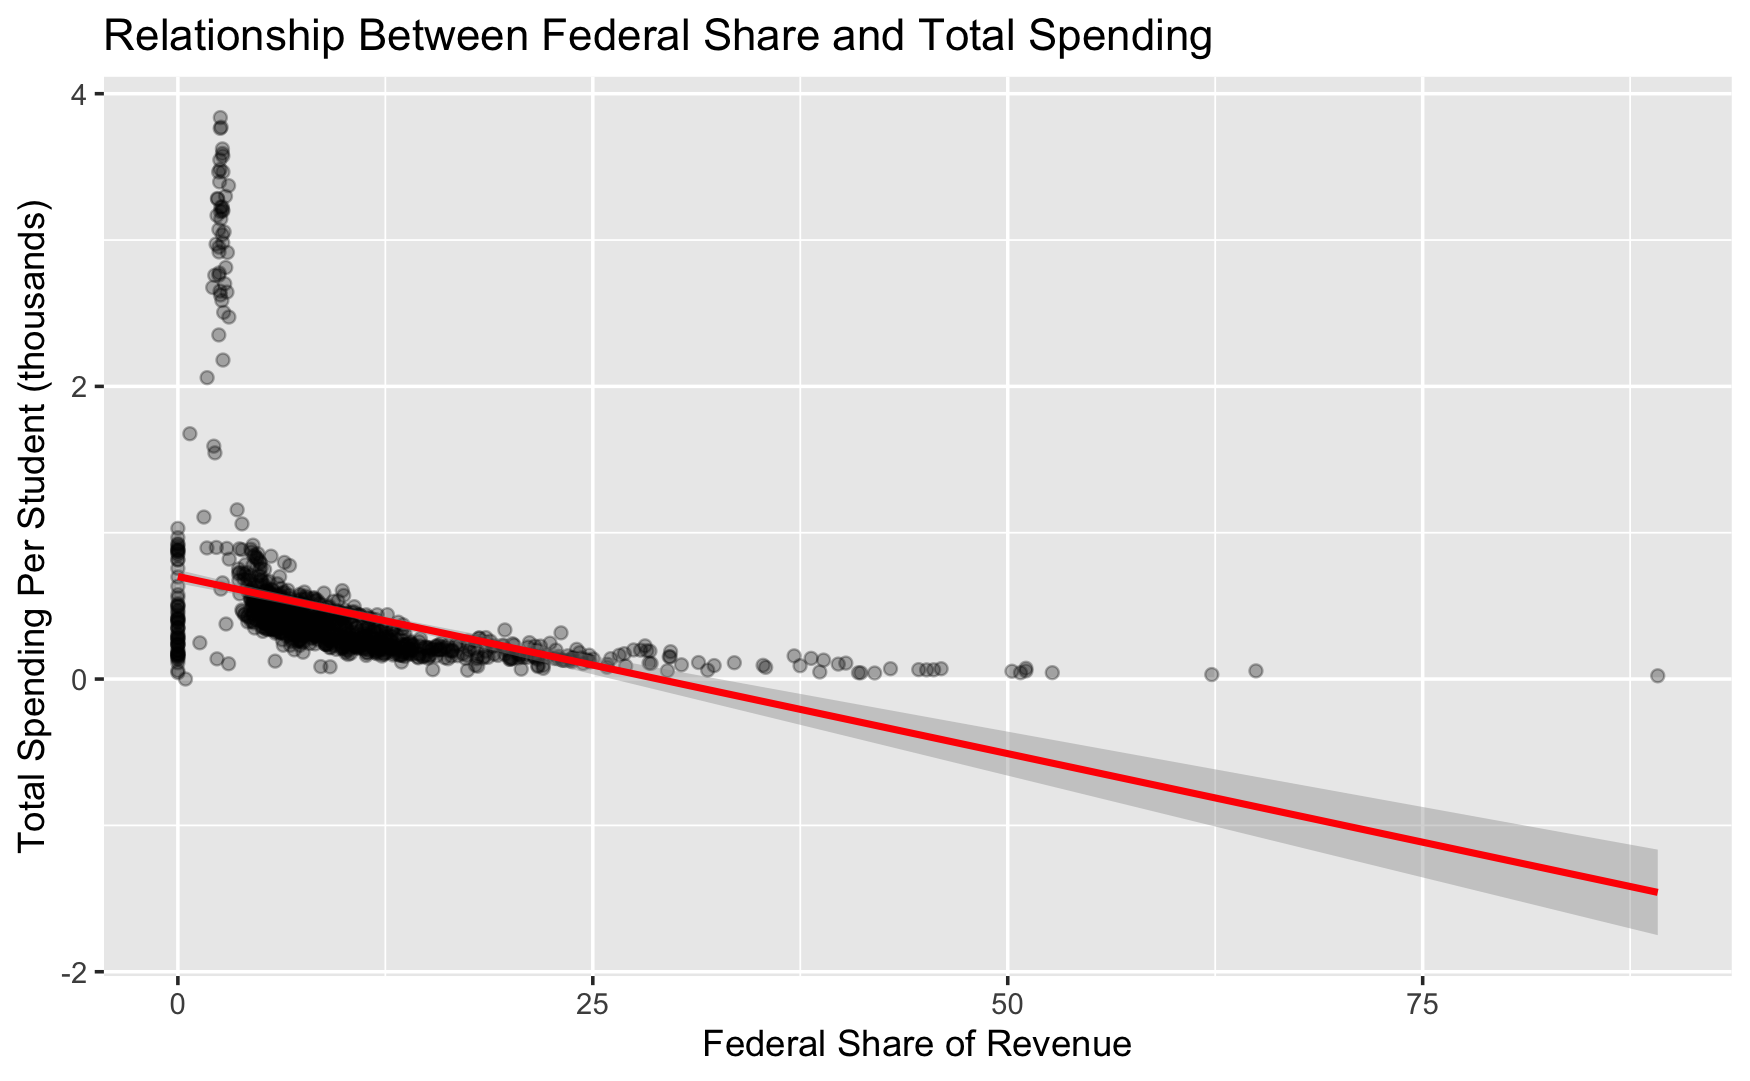 Relationship Between Federal Share and Total Spending
Total Spending Per Student (thousands)
4
2
0
-2
0
25
50
75
Federal Share of Revenue